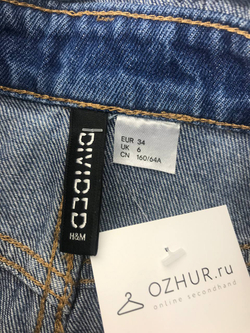 DIVIDED
H&M
EUR 34
UK 6
CN 160/64A
OZHUR.ru
online secondhand